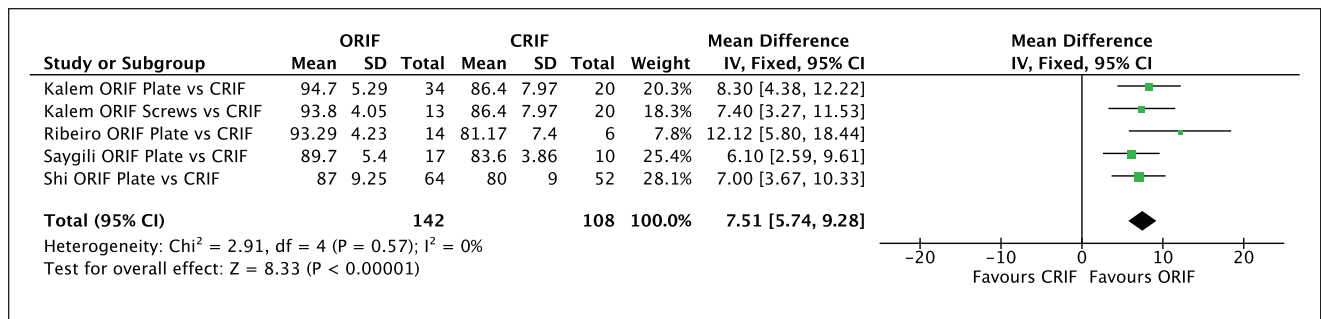 ORIF CRIF Mean Difference Mean Difference
Study or Subgroup Mean SD Total Mean SD Total Weight IV, Fixed, 95% CI IV, Fixed, 95% CI
Kalem ORIF Plate vs CRIF 94.7 5.29 34 86.4 7.97 20 20.3% 8.30 [4.38, 12.22]
Kalem ORIF Screws vs CRIF 93.8 4.05 13 86.4 7.97 20 18.3% 7.40 [3.27, 11.53]
Ribeiro ORIF Plate vs CRIF 93.29 4.23 14 81.17 7.4 6 7.8% 12.12 [5.80, 18.44]
Saygili ORIF Plate vs CRIF 89.7 5.4 17 83.6 3.86 10 25.4% 6.10 [2.59, 9.61]
Shi ORIF Plate vs CRIF 87 9.25 64 80 9 52 28.1% 7.00 [3.67, 10.33]
Total (95% CI) 142 108 100.0% 7.51 [5.74, 9.28]
Heterogeneity: Chi² = 2.91, df = 4 (P = 0.57); I² = 0%
Test for overall effect: Z = 8.33 (P < 0.00001)
−20 −10 0 10 20
Favours CRIF Favours ORIF